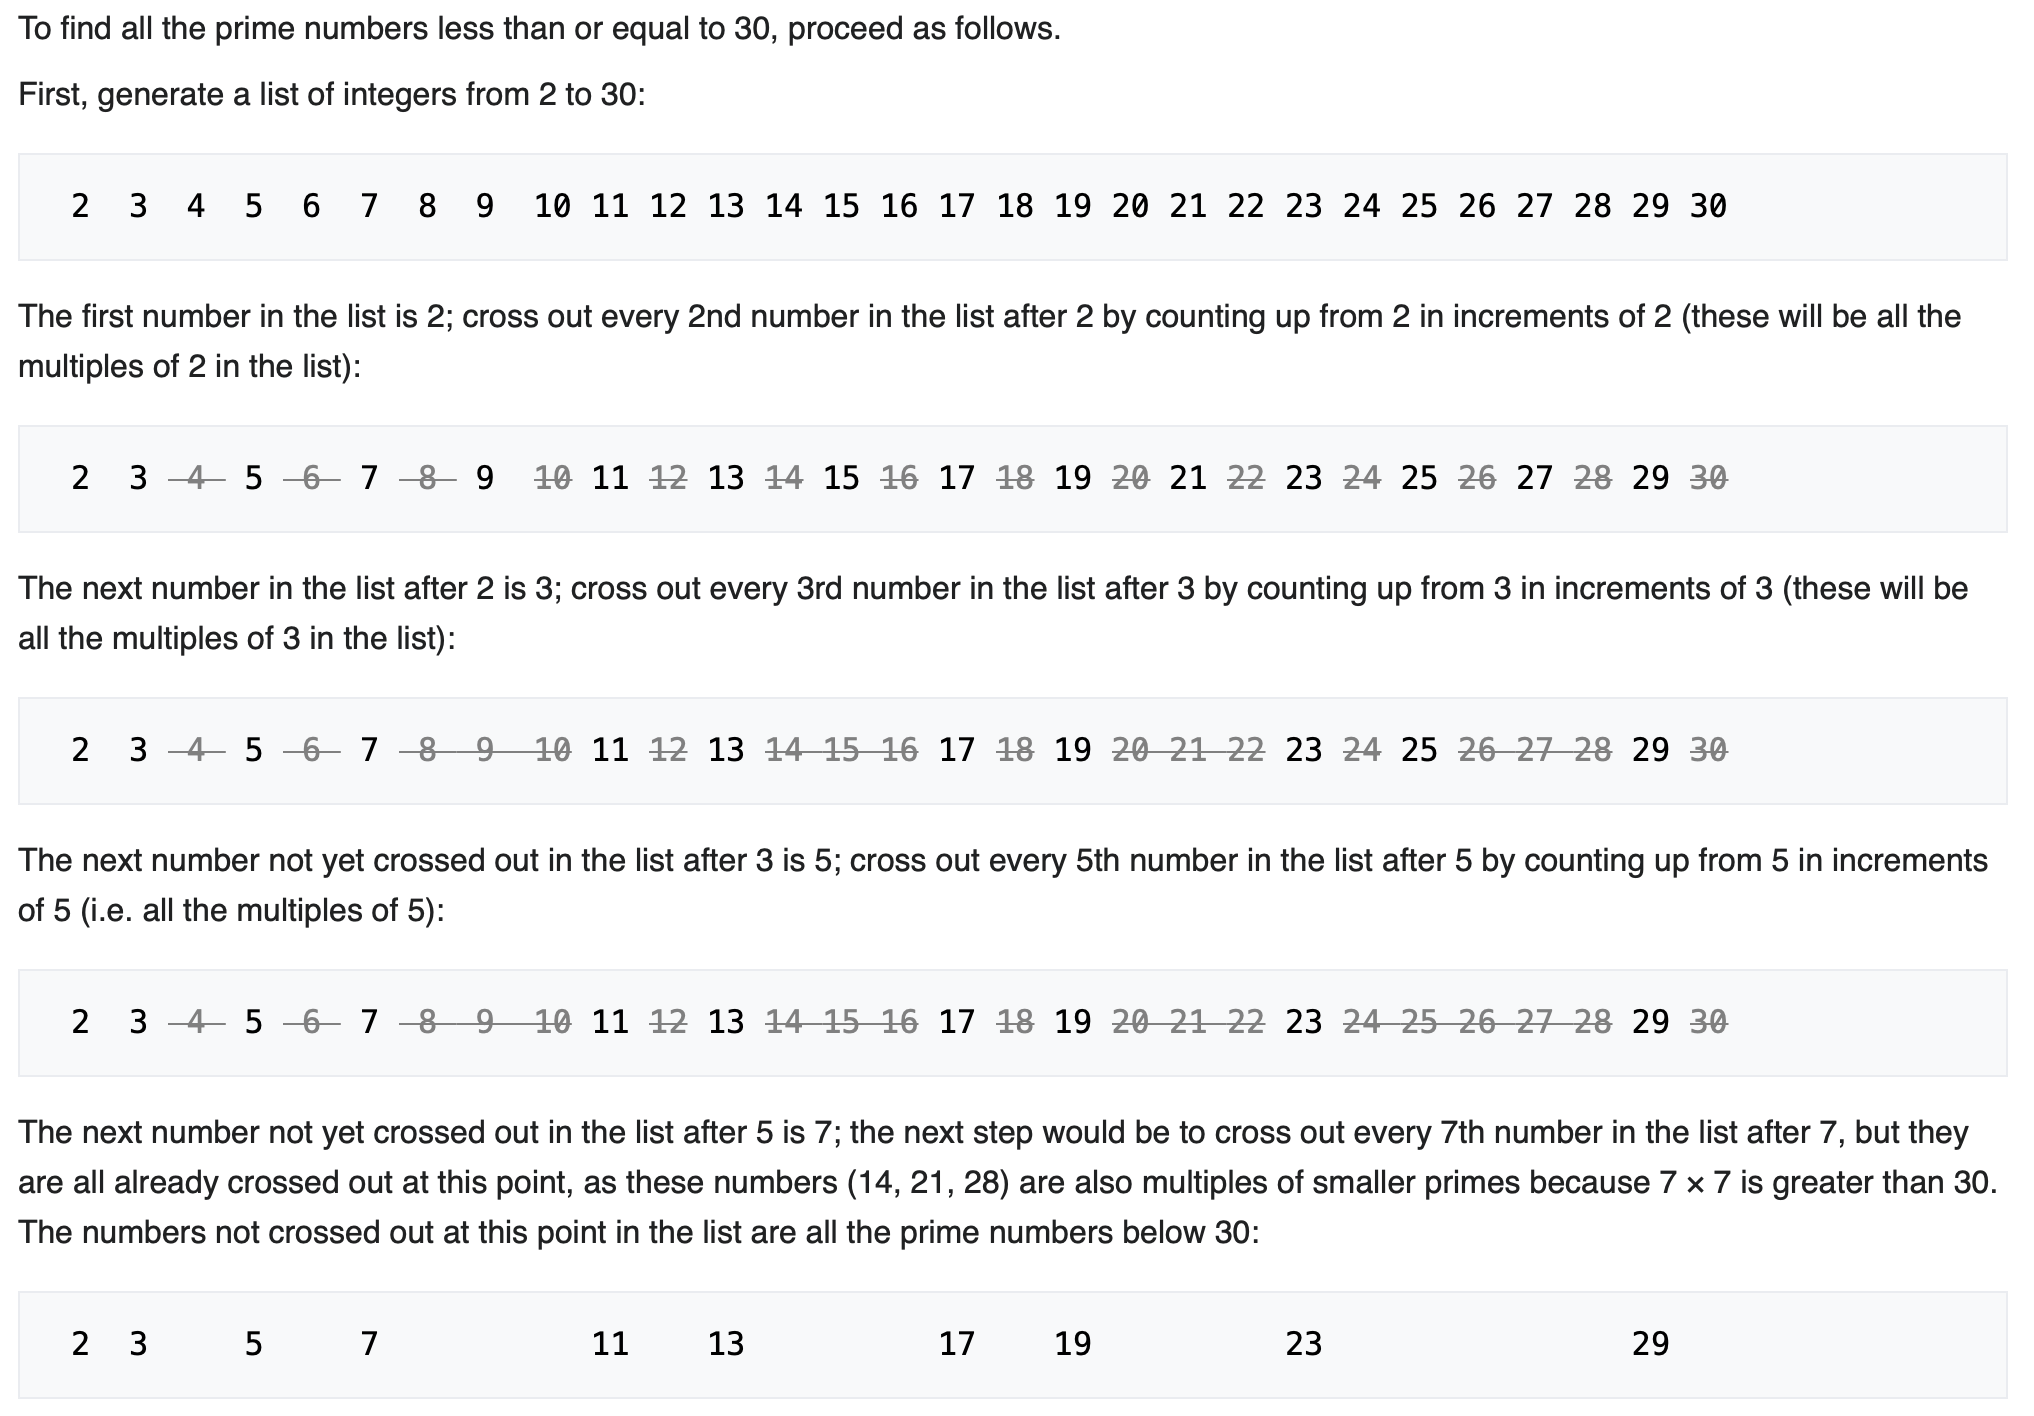 To find all the prime numbers less than or equal to 30, proceed as follows.
First, generate a list of integers from 2 to 30:
2 3 4 5 6 7 8 9 10 11 12 13 14 15 16 17 18 19 20 21 22 23 24 25 26 27 28 29 30
The first number in the list is 2; cross out every 2nd number in the list after 2 by counting up from 2 in increments of 2 (these will be all the
multiples of 2 in the list):
2 3 4 5 6 7 8 9 10 11 12 13 14 15 16 17 18 19 20 21 22 23 24 25 26 27 28 29 30
The next number in the list after 2 is 3; cross out every 3rd number in the list after 3 by counting up from 3 in increments of 3 (these will be
all the multiples of 3 in the list):
2 3 4 5 6 7 8 9 10 11 12 13 14 15 16 17 18 19 20 21 22 23 24 25 26 27 28 29 30
The next number not yet crossed out in the list after 3 is 5; cross out every 5th number in the list after 5 by counting up from 5 in increments
of 5 (i.e. all the multiples of 5):
2 3 4 5 6 7 8 9 10 11 12 13 14 15 16 17 18 19 20 21 22 23 24 25 26 27 28 29 30
The next number not yet crossed out in the list after 5 is 7; the next step would be to cross out every 7th number in the list after 7, but they
are all already crossed out at this point, as these numbers (14, 21, 28) are also multiples of smaller primes because 7 × 7 is greater than 30.
The numbers not crossed out at this point in the list are all the prime numbers below 30:
2 3 5 7 11 13 17 19 23 29